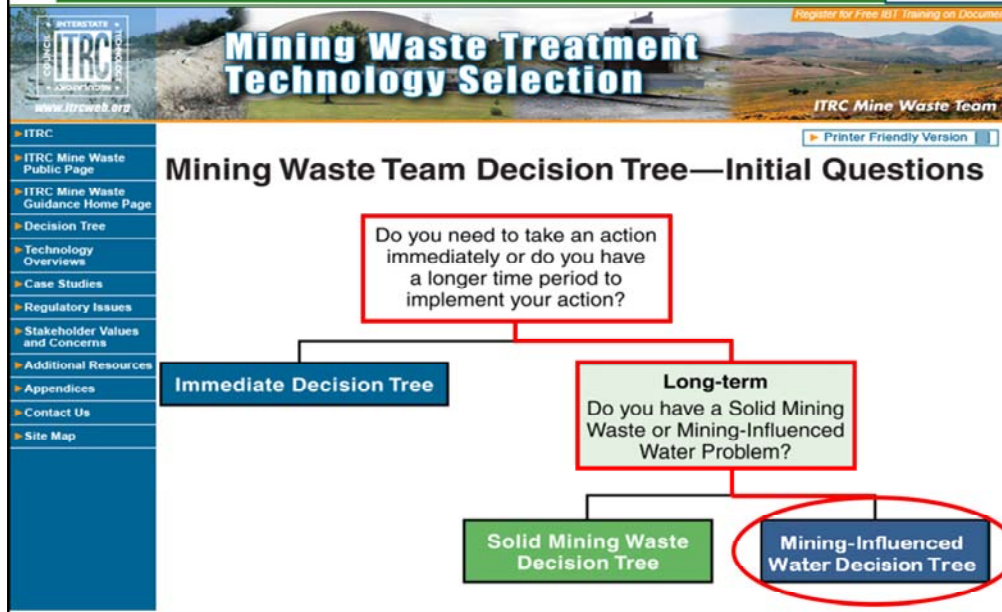 Register for Free IBT Training on Documen
INTERSTATE
COUNCIL
ITRC
TECHNOLOGY
REGULATORY
www.itrcweb.org
Mining Waste Treatment
Technology Selection
ITRC Mine Waste Team
Printer Friendly Version
ITRC
ITRC Mine Waste
Public Page
ITRC Mine Waste
Guidance Home Page
Decision Tree
Technology
Overviews
Case Studies
Regulatory Issues
Stakeholder Values
and Concerns
Additional Resources
Appendices
Contact Us
Site Map
Mining Waste Team Decision Tree—Initial Questions
Do you need to take an action
immediately or do you have
a longer time period to
implement your action?
Immediate Decision Tree
Long-term
Do you have a Solid Mining
Waste or Mining-Influenced
Water Problem?
Solid Mining Waste
Decision Tree
Mining-Influenced
Water Decision Tree